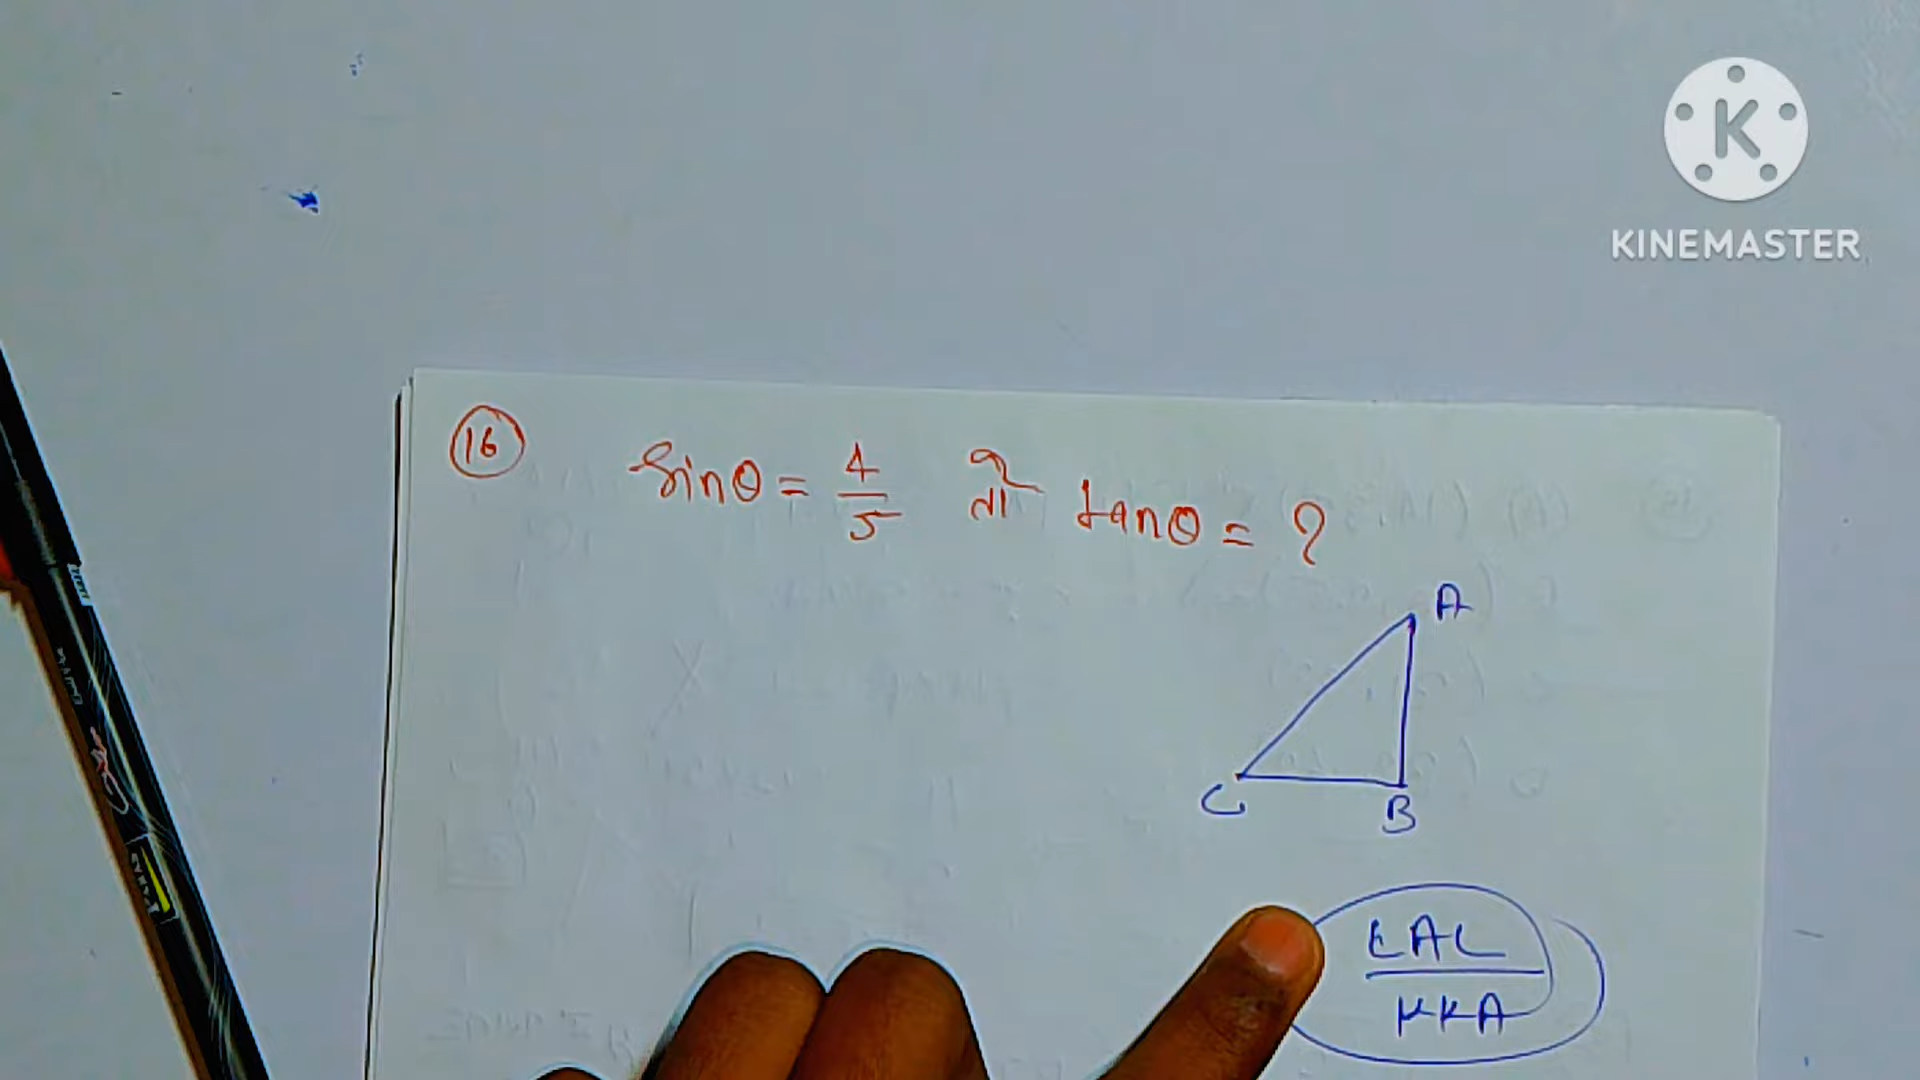 KINEMASTER
16 sinθ = 4/5 तो tanθ = ?
A
C B
LAL
KKA